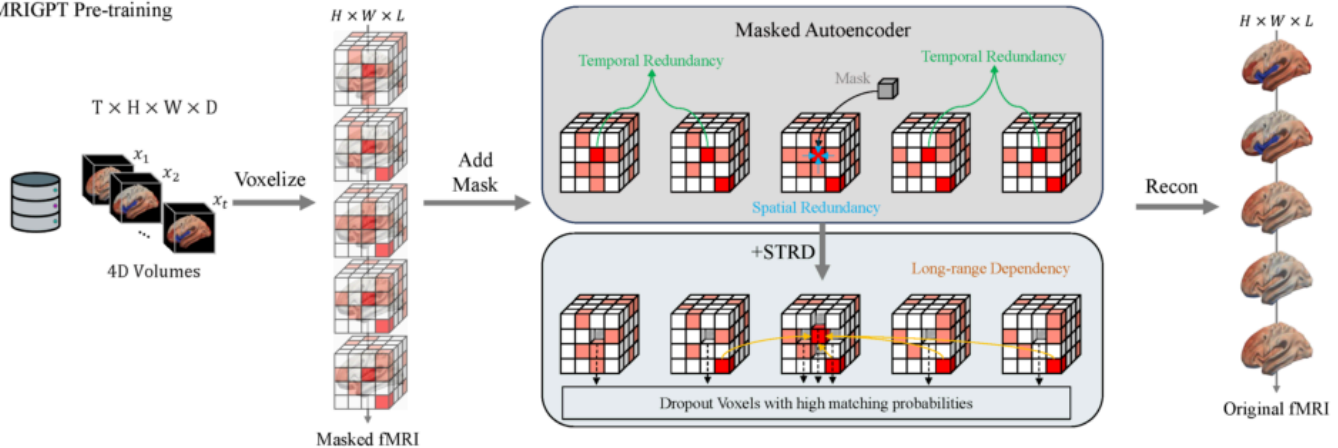 MRIGPT Pre-training
H × W × L
T × H × W × D
x₁
x₂
xₜ
...
4D Volumes
Voxelize
Masked fMRI
Add
Mask
Masked Autoencoder
Temporal Redundancy
Temporal Redundancy
Mask
Spatial Redundancy
+STRD
Long-range Dependency
Dropout Voxels with high matching probabilities
Recon
H × W × L
Original fMRI